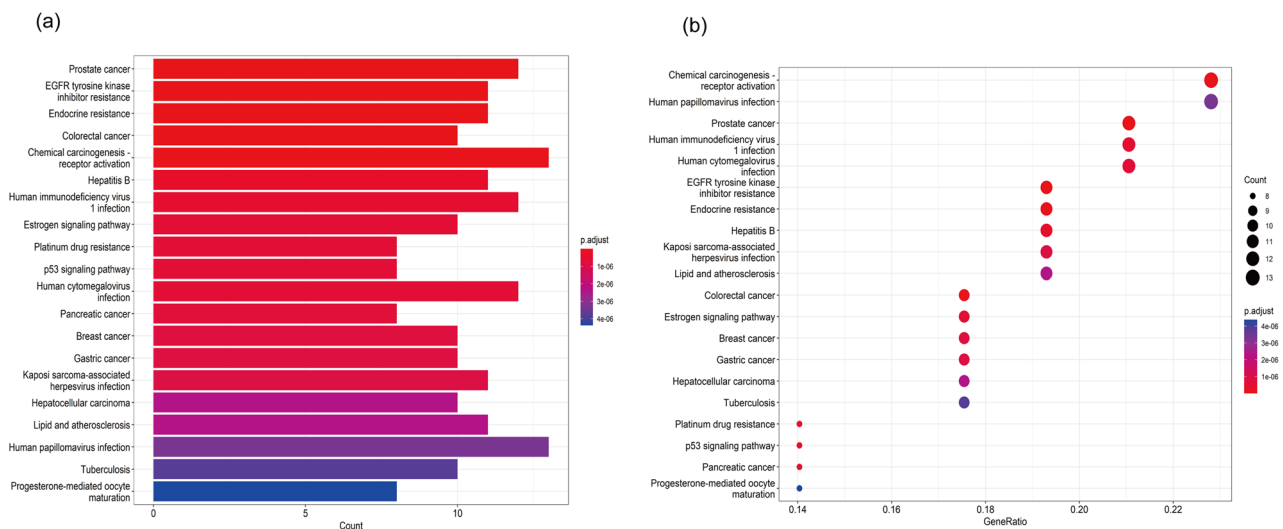 (a)
Prostate cancer
EGFR tyrosine kinase
inhibitor resistance
Endocrine resistance
Colorectal cancer
Chemical carcinogenesis -
receptor activation
Hepatitis B
Human immunodeficiency virus
1 infection
Estrogen signaling pathway
Platinum drug resistance
p53 signaling pathway
Human cytomegalovirus
infection
Pancreatic cancer
Breast cancer
Gastric cancer
Kaposi sarcoma-associated
herpesvirus infection
Hepatocellular carcinoma
Lipid and atherosclerosis
Human papillomavirus infection
Tuberculosis
Progesterone-mediated oocyte
maturation
0 5 10
Count
p.adjust
1e-06
2e-06
3e-06
4e-06
(b)
Chemical carcinogenesis -
receptor activation
Human papillomavirus infection
Prostate cancer
Human immunodeficiency virus
1 infection
Human cytomegalovirus
infection
EGFR tyrosine kinase
inhibitor resistance
Endocrine resistance
Hepatitis B
Kaposi sarcoma-associated
herpesvirus infection
Lipid and atherosclerosis
Colorectal cancer
Estrogen signaling pathway
Breast cancer
Gastric cancer
Hepatocellular carcinoma
Tuberculosis
Platinum drug resistance
p53 signaling pathway
Pancreatic cancer
Progesterone-mediated oocyte
maturation
0.14 0.16 0.18 0.20 0.22
GeneRatio
Count
8
9
10
11
12
13
p.adjust
4e-06
3e-06
2e-06
1e-06